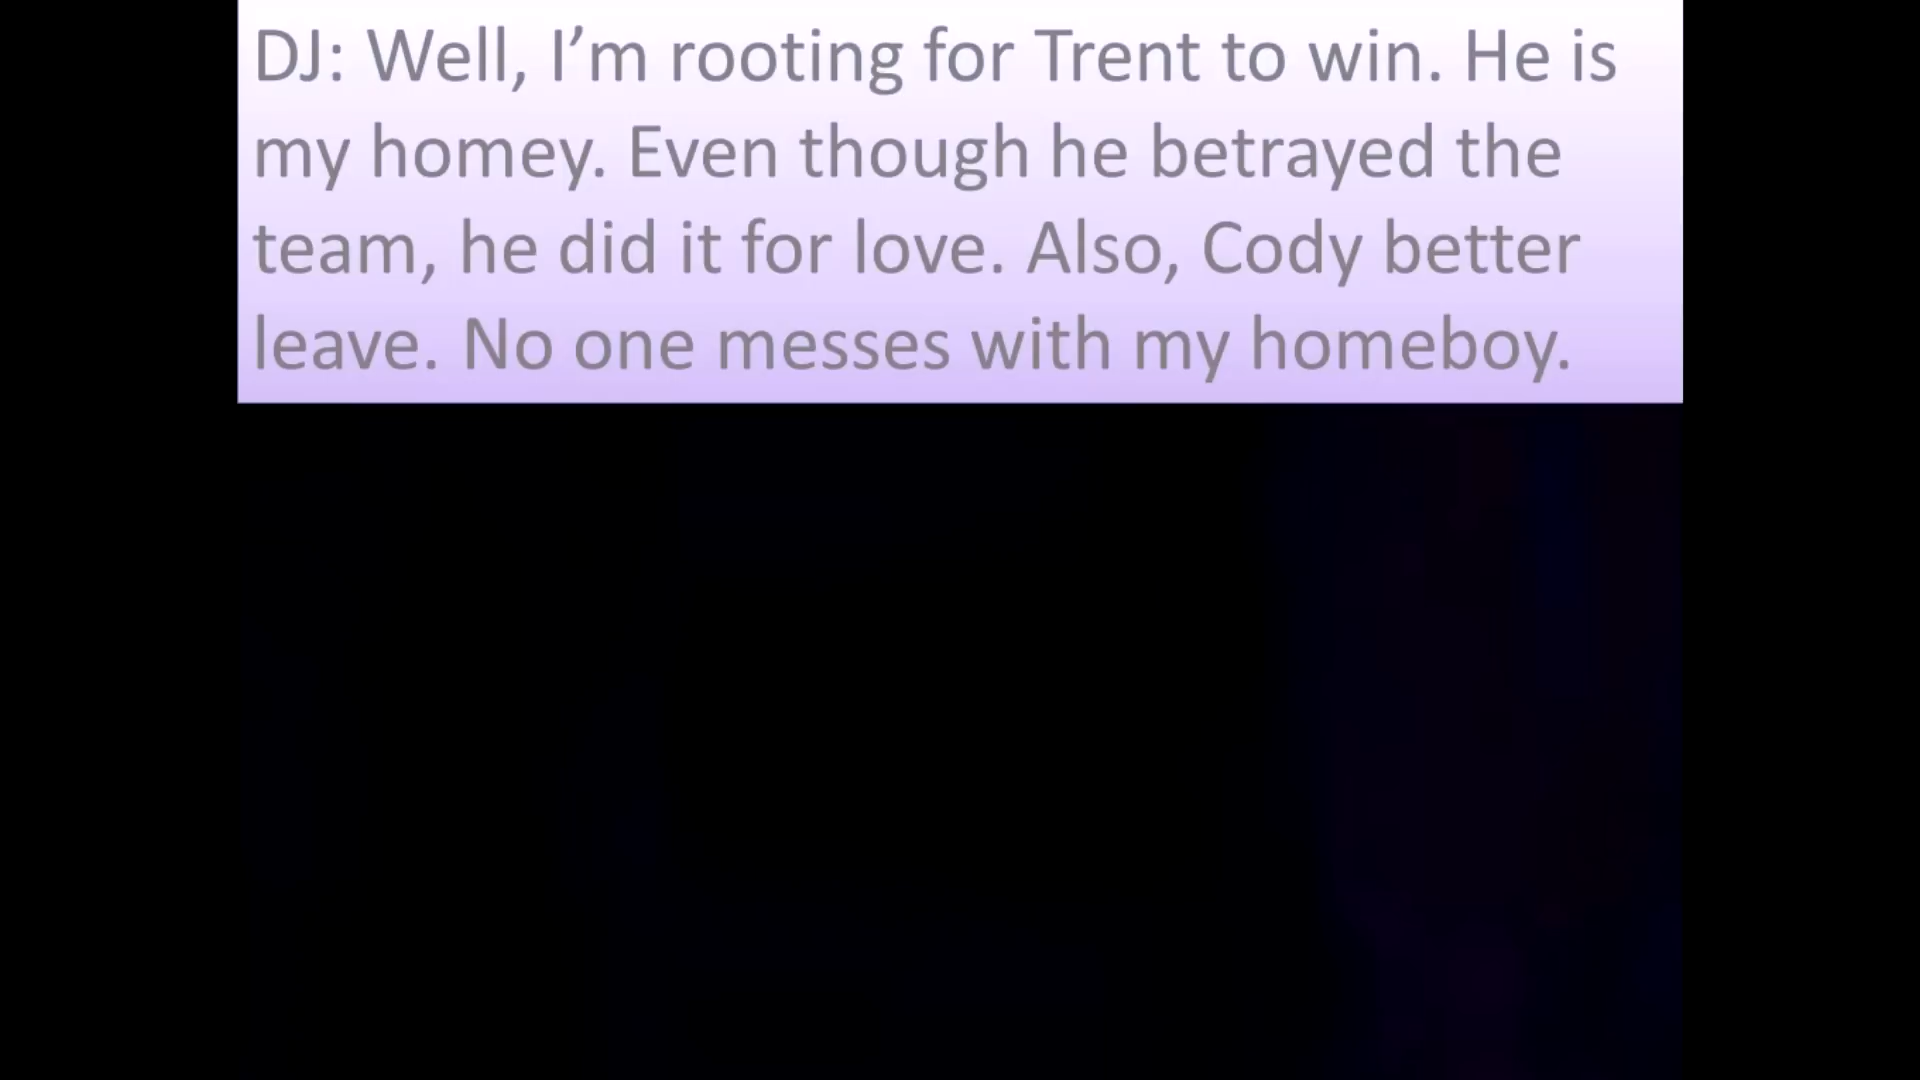 DJ: Well, I’m rooting for Trent to win. He is
my homey. Even though he betrayed the
team, he did it for love. Also, Cody better
leave. No one messes with my homeboy.